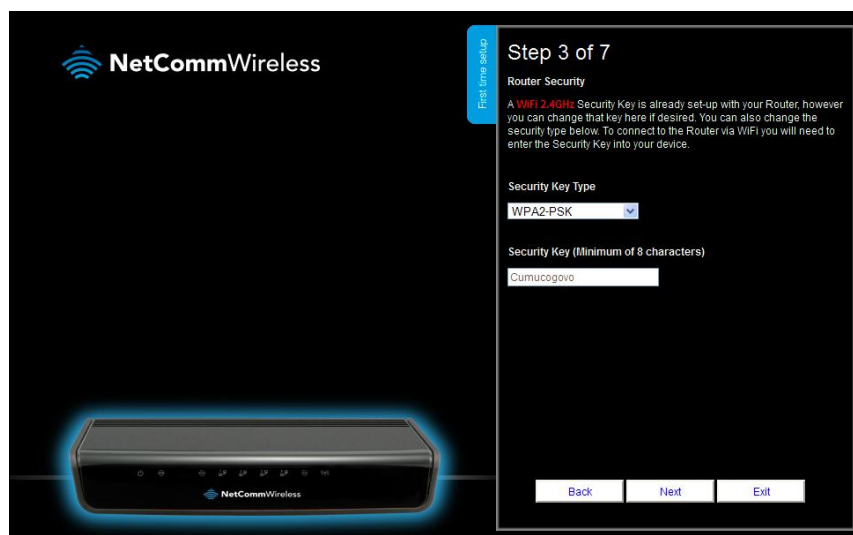 NetCommWireless
First time setup
Step 3 of 7
Router Security
A WiFi 2.4GHz Security Key is already set-up with your Router, however
you can change that key here if desired. You can also change the
security type below. To connect to the Router via WiFi you will need to
enter the Security Key into your device.
Security Key Type
WPA2-PSK
Security Key (Minimum of 8 characters)
Cumucogovo
NetCommWireless
Back Next Exit